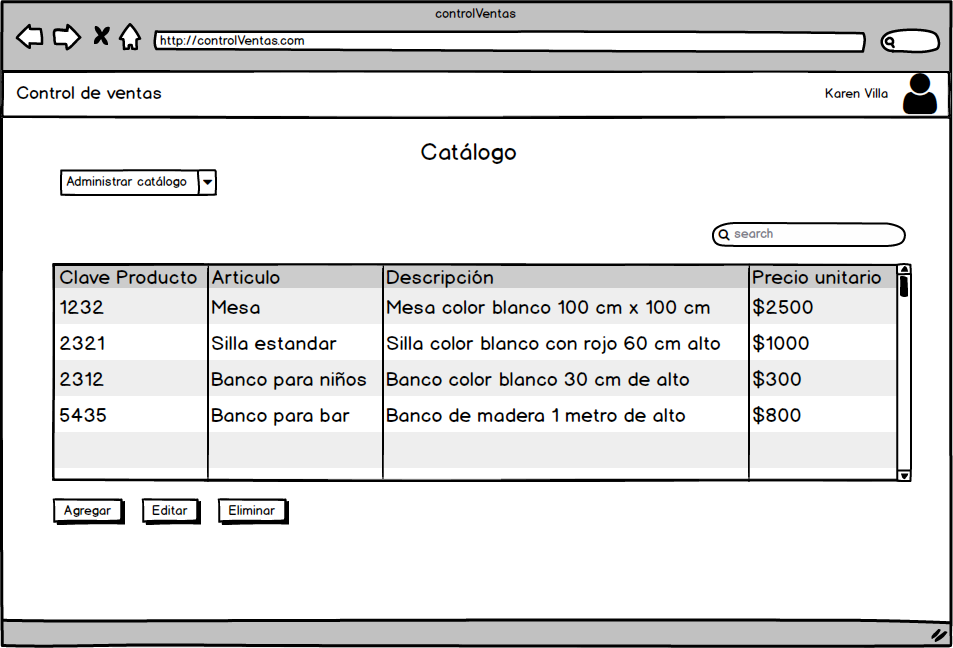 controlVentas
http://controlVentas.com
Control de ventas
Karen Villa
Catálogo
Administrar catálogo
search
Clave Producto Articulo Descripción Precio unitario
1232 Mesa Mesa color blanco 100 cm x 100 cm $2500
2321 Silla estandar Silla color blanco con rojo 60 cm alto $1000
2312 Banco para niños Banco color blanco 30 cm de alto $300
5435 Banco para bar Banco de madera 1 metro de alto $800
Agregar Editar Eliminar